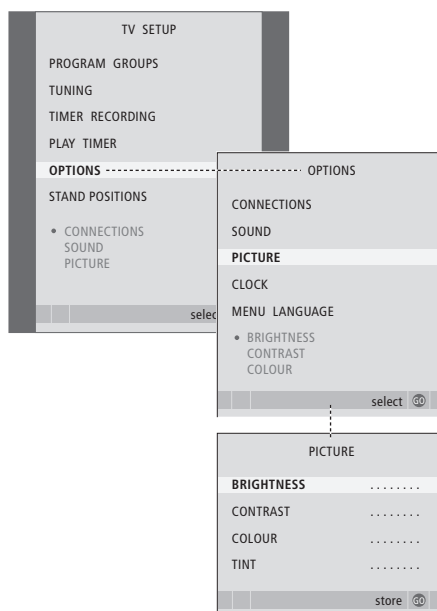 TV SETUP
PROGRAM GROUPS
TUNING
TIMER RECORDING
PLAY TIMER
OPTIONS
STAND POSITIONS
• CONNECTIONS
SOUND
PICTURE
selec
OPTIONS
CONNECTIONS
SOUND
PICTURE
CLOCK
MENU LANGUAGE
• BRIGHTNESS
CONTRAST
COLOUR
select GO
PICTURE
BRIGHTNESS ........
CONTRAST ........
COLOUR ........
TINT ........
store GO